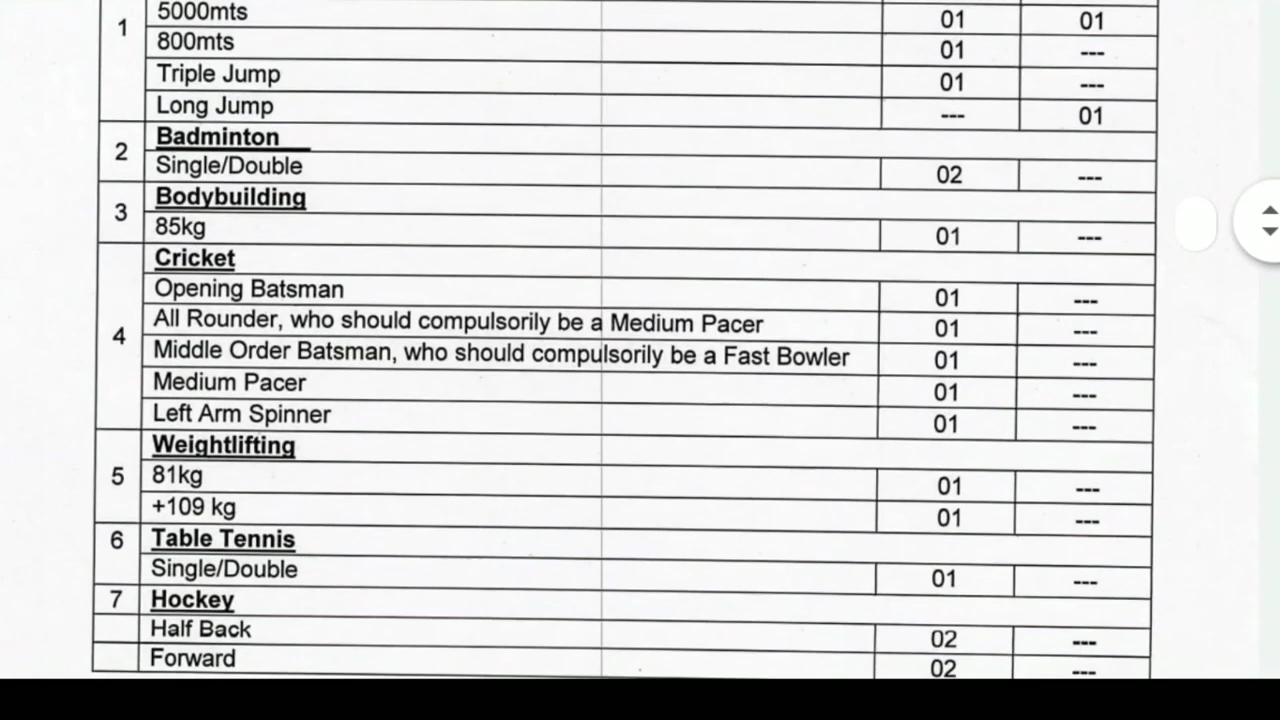 1 5000mts 01 01
800mts 01 ---
Triple Jump 01 ---
Long Jump --- 01
2 Badminton
Single/Double 02 ---
3 Bodybuilding
85kg 01 ---
4 Cricket
Opening Batsman 01 ---
All Rounder, who should compulsorily be a Medium Pacer 01 ---
Middle Order Batsman, who should compulsorily be a Fast Bowler 01 ---
Medium Pacer 01 ---
Left Arm Spinner 01 ---
5 Weightlifting
81kg 01 ---
+109 kg 01 ---
6 Table Tennis
Single/Double 01 ---
7 Hockey
Half Back 02 ---
Forward 02 ---